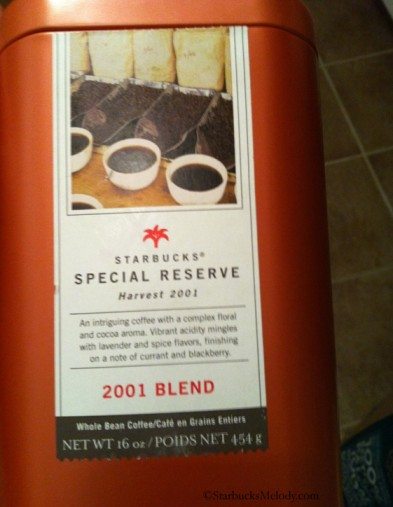 STARBUCKS®
SPECIAL RESERVE
Harvest 2001
An intriguing coffee with a complex floral
and cocoa aroma. Vibrant acidity mingles
with lavender and spice flavors, finishing
on a note of currant and blackberry.
2001 BLEND
Whole Bean Coffee/Café en Grains Entiers
NET WT 16 oz / POIDS NET 454 g
©StarbucksMelody.com